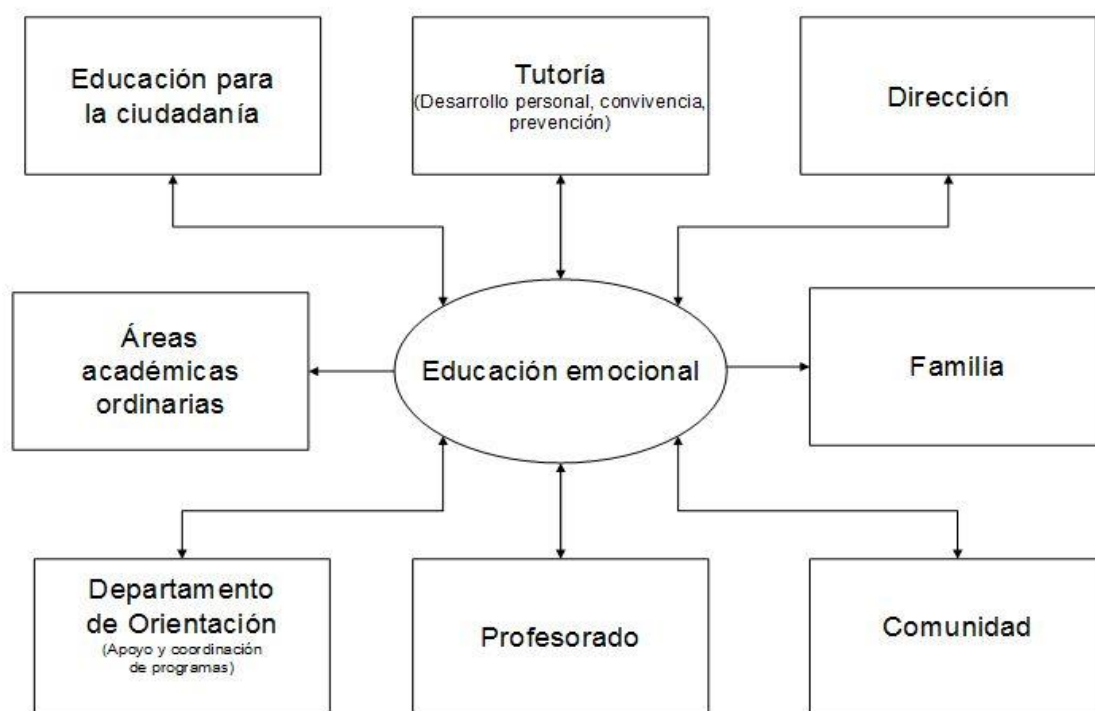 Educación para
la ciudadanía
Tutoría
(Desarrollo personal, convivencia,
prevención)
Dirección
Áreas
académicas
ordinarias
Educación emocional
Familia
Departamento
de Orientación
(Apoyo y coordinación
de programas)
Profesorado
Comunidad